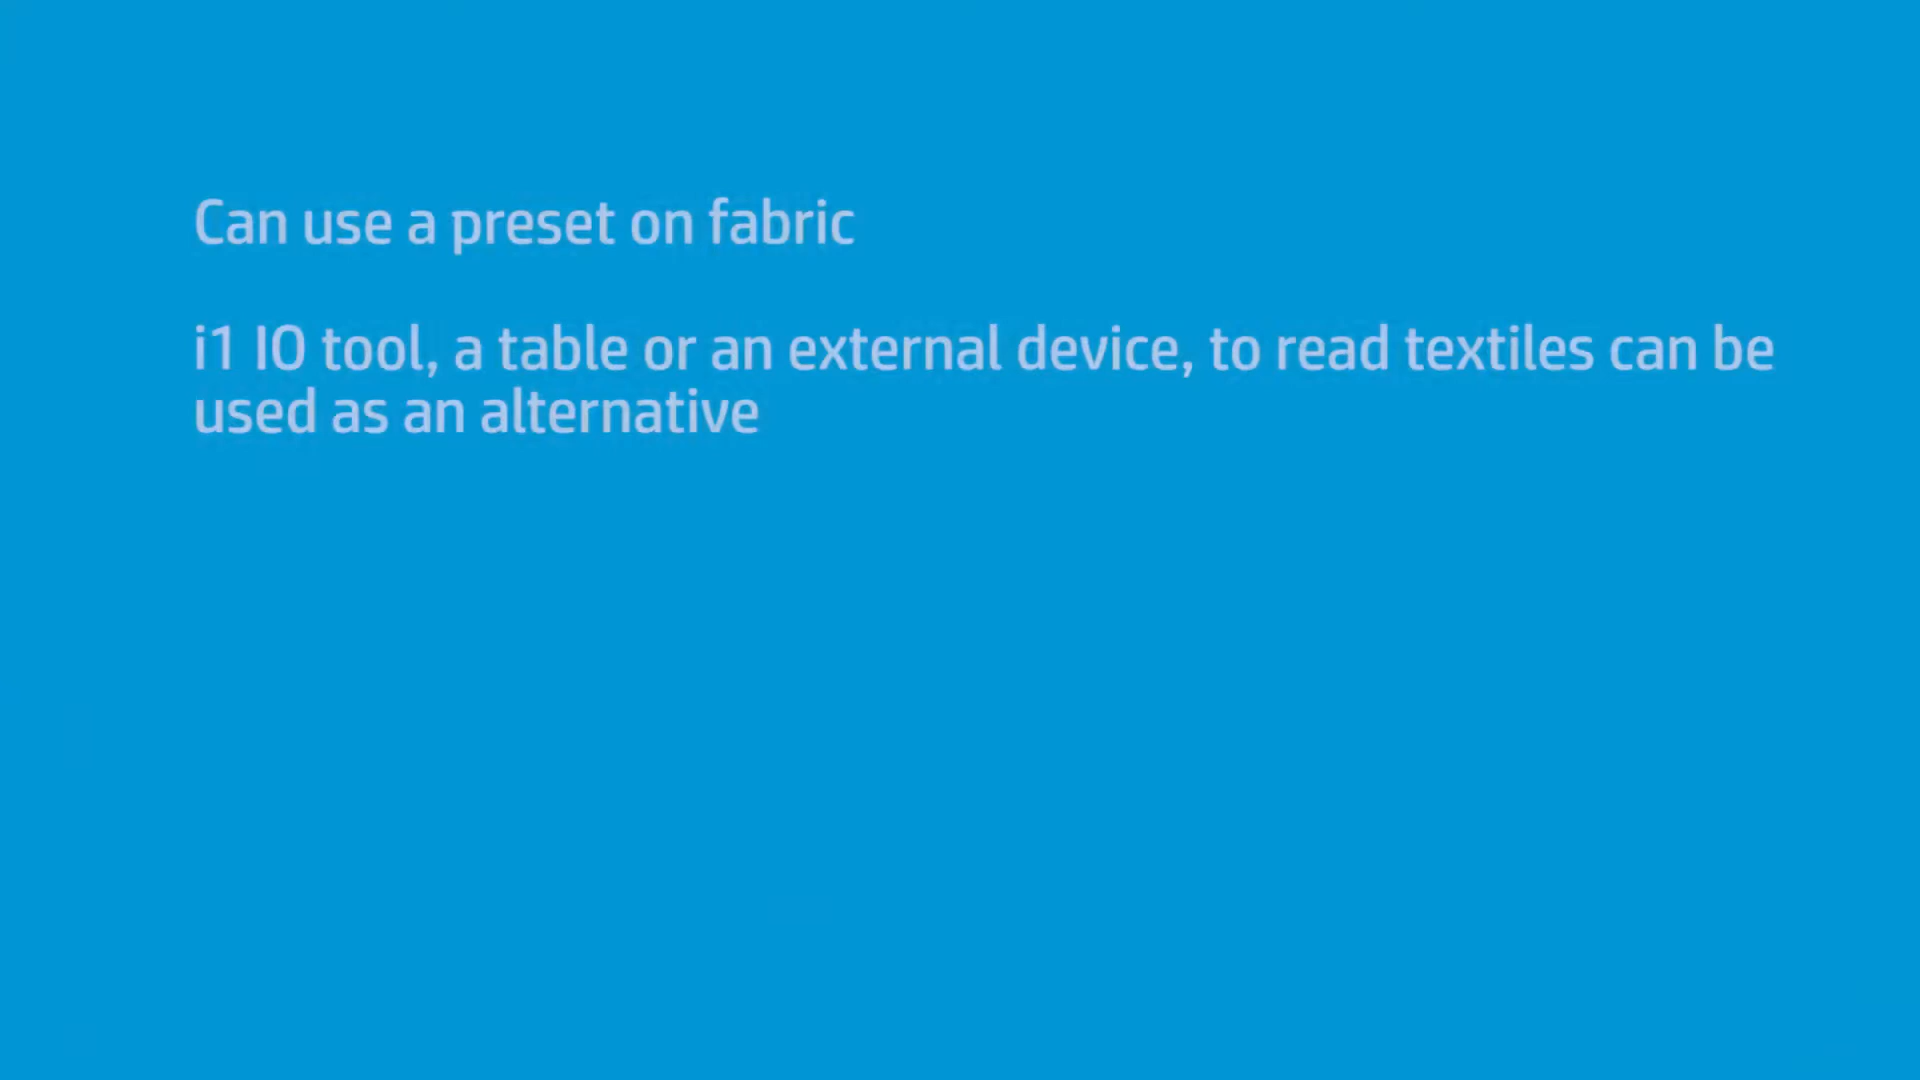 Can use a preset on fabric
i1 IO tool, a table or an external device, to read textiles can be
used as an alternative